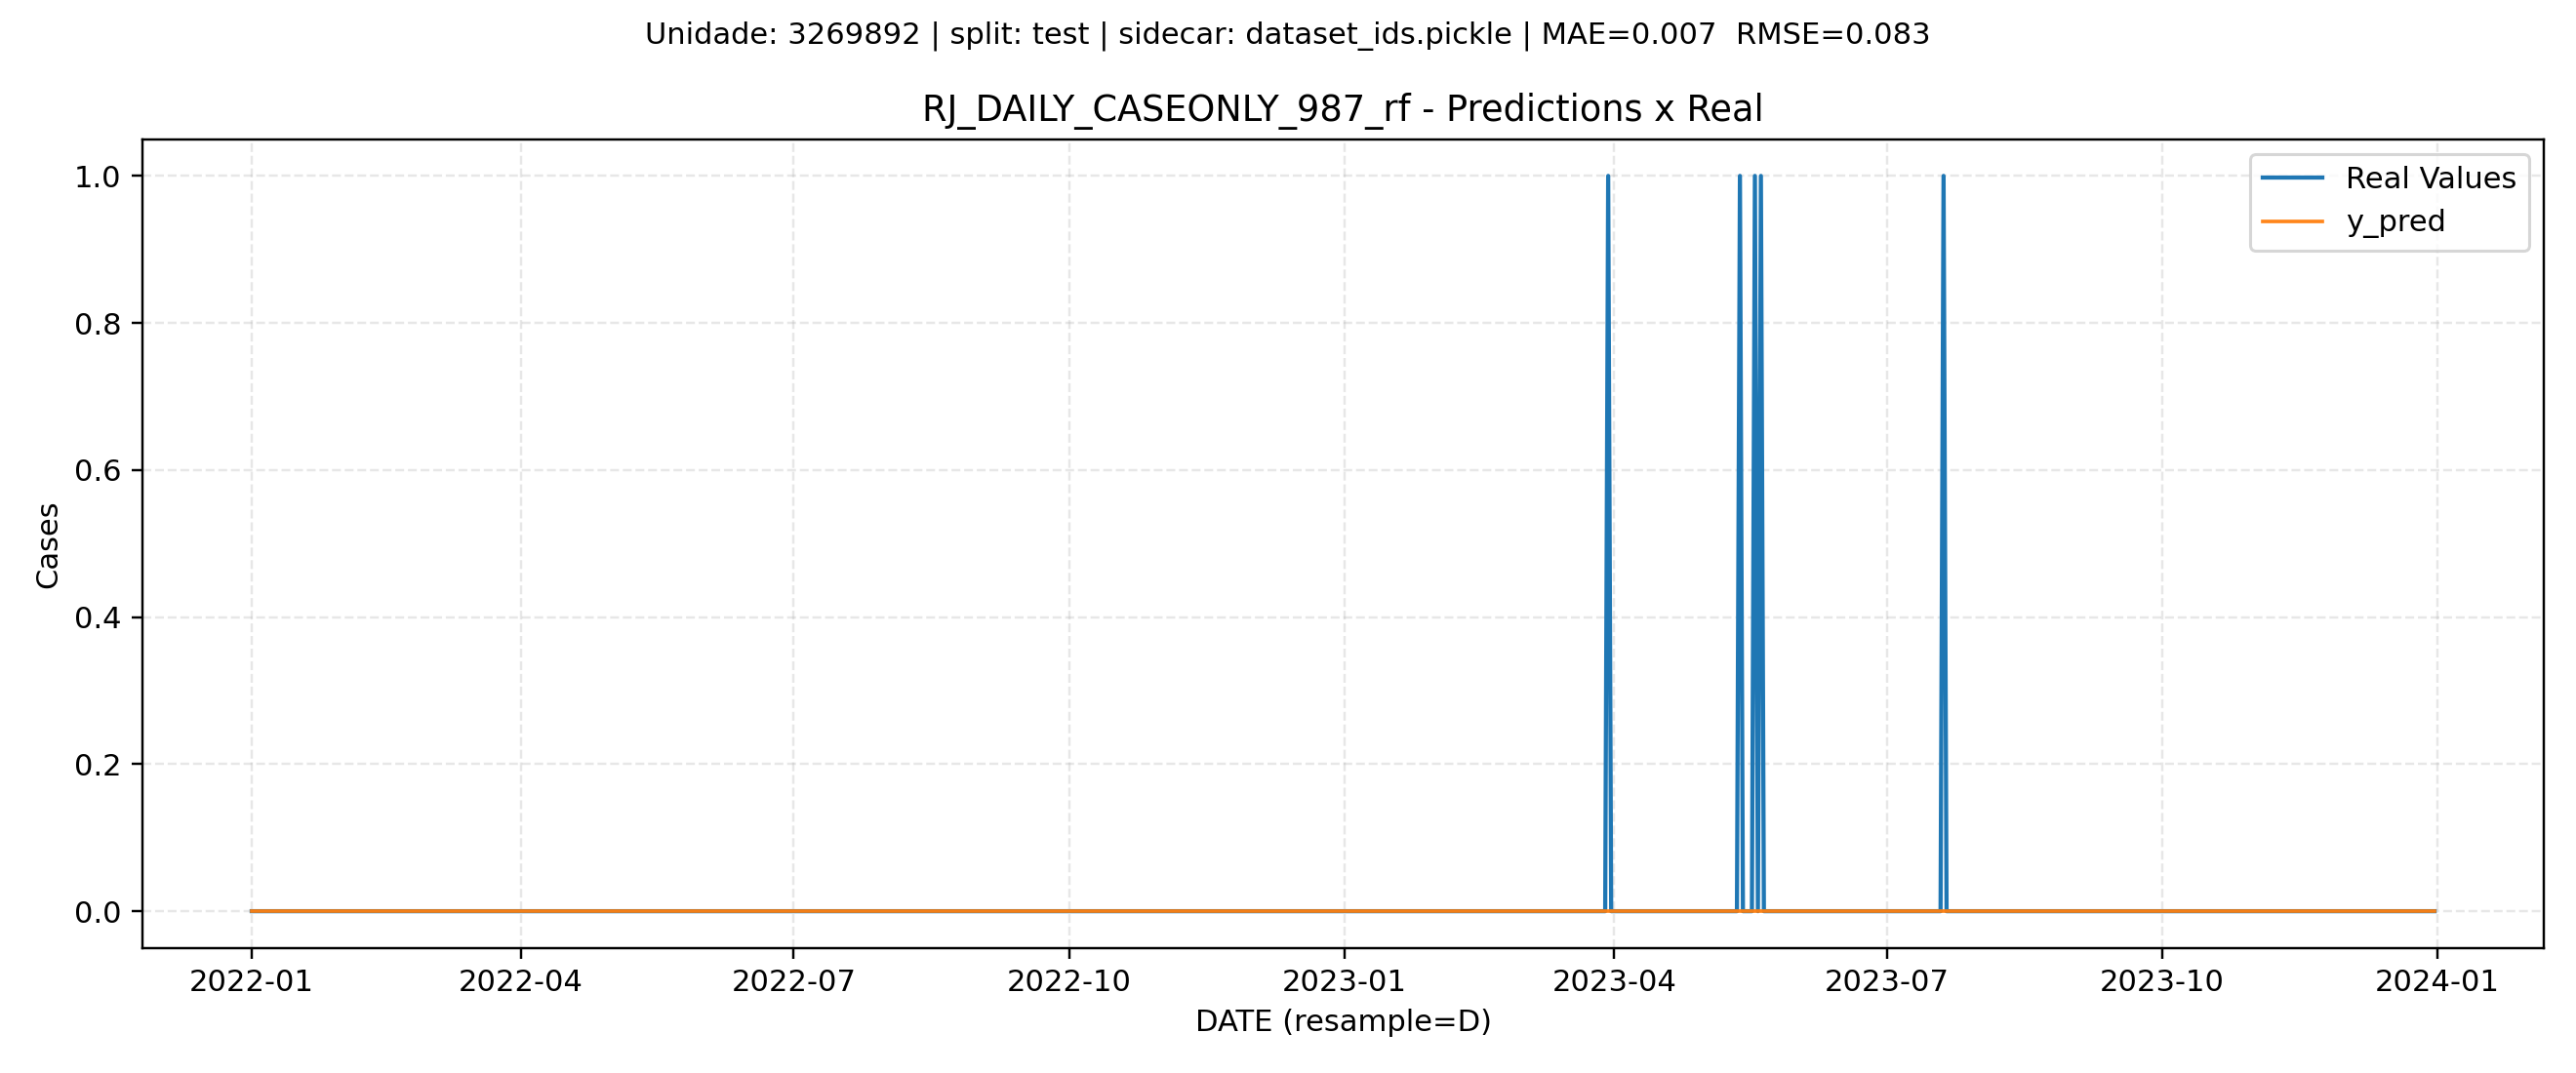 Unidade: 3269892 | split: test | sidecar: dataset_ids.pickle | MAE=0.007  RMSE=0.083
RJ_DAILY_CASEONLY_987_rf - Predictions x Real
Real Values
y_pred
1.0
0.8
0.6
0.4
0.2
0.0
Cases
2022-01
2022-04
2022-07
2022-10
2023-01
2023-04
2023-07
2023-10
2024-01
DATE (resample=D)